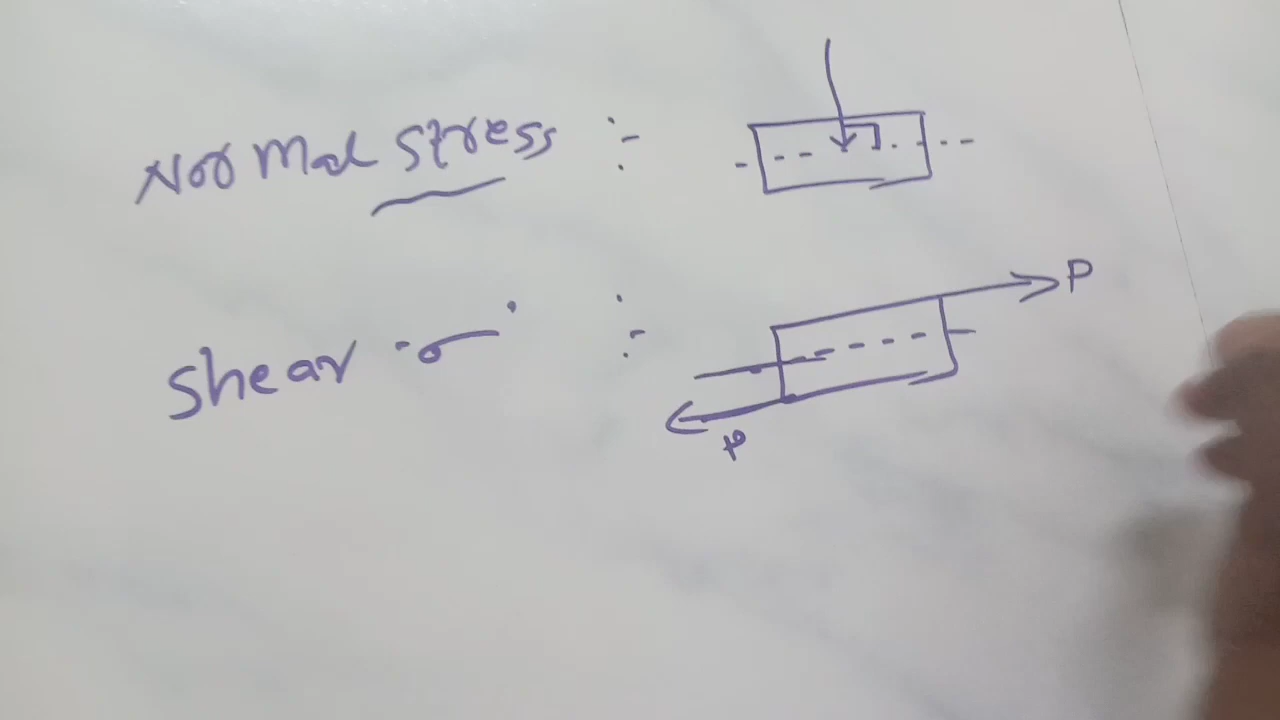 Normal stress :-
P
Shear -〃- :-
P